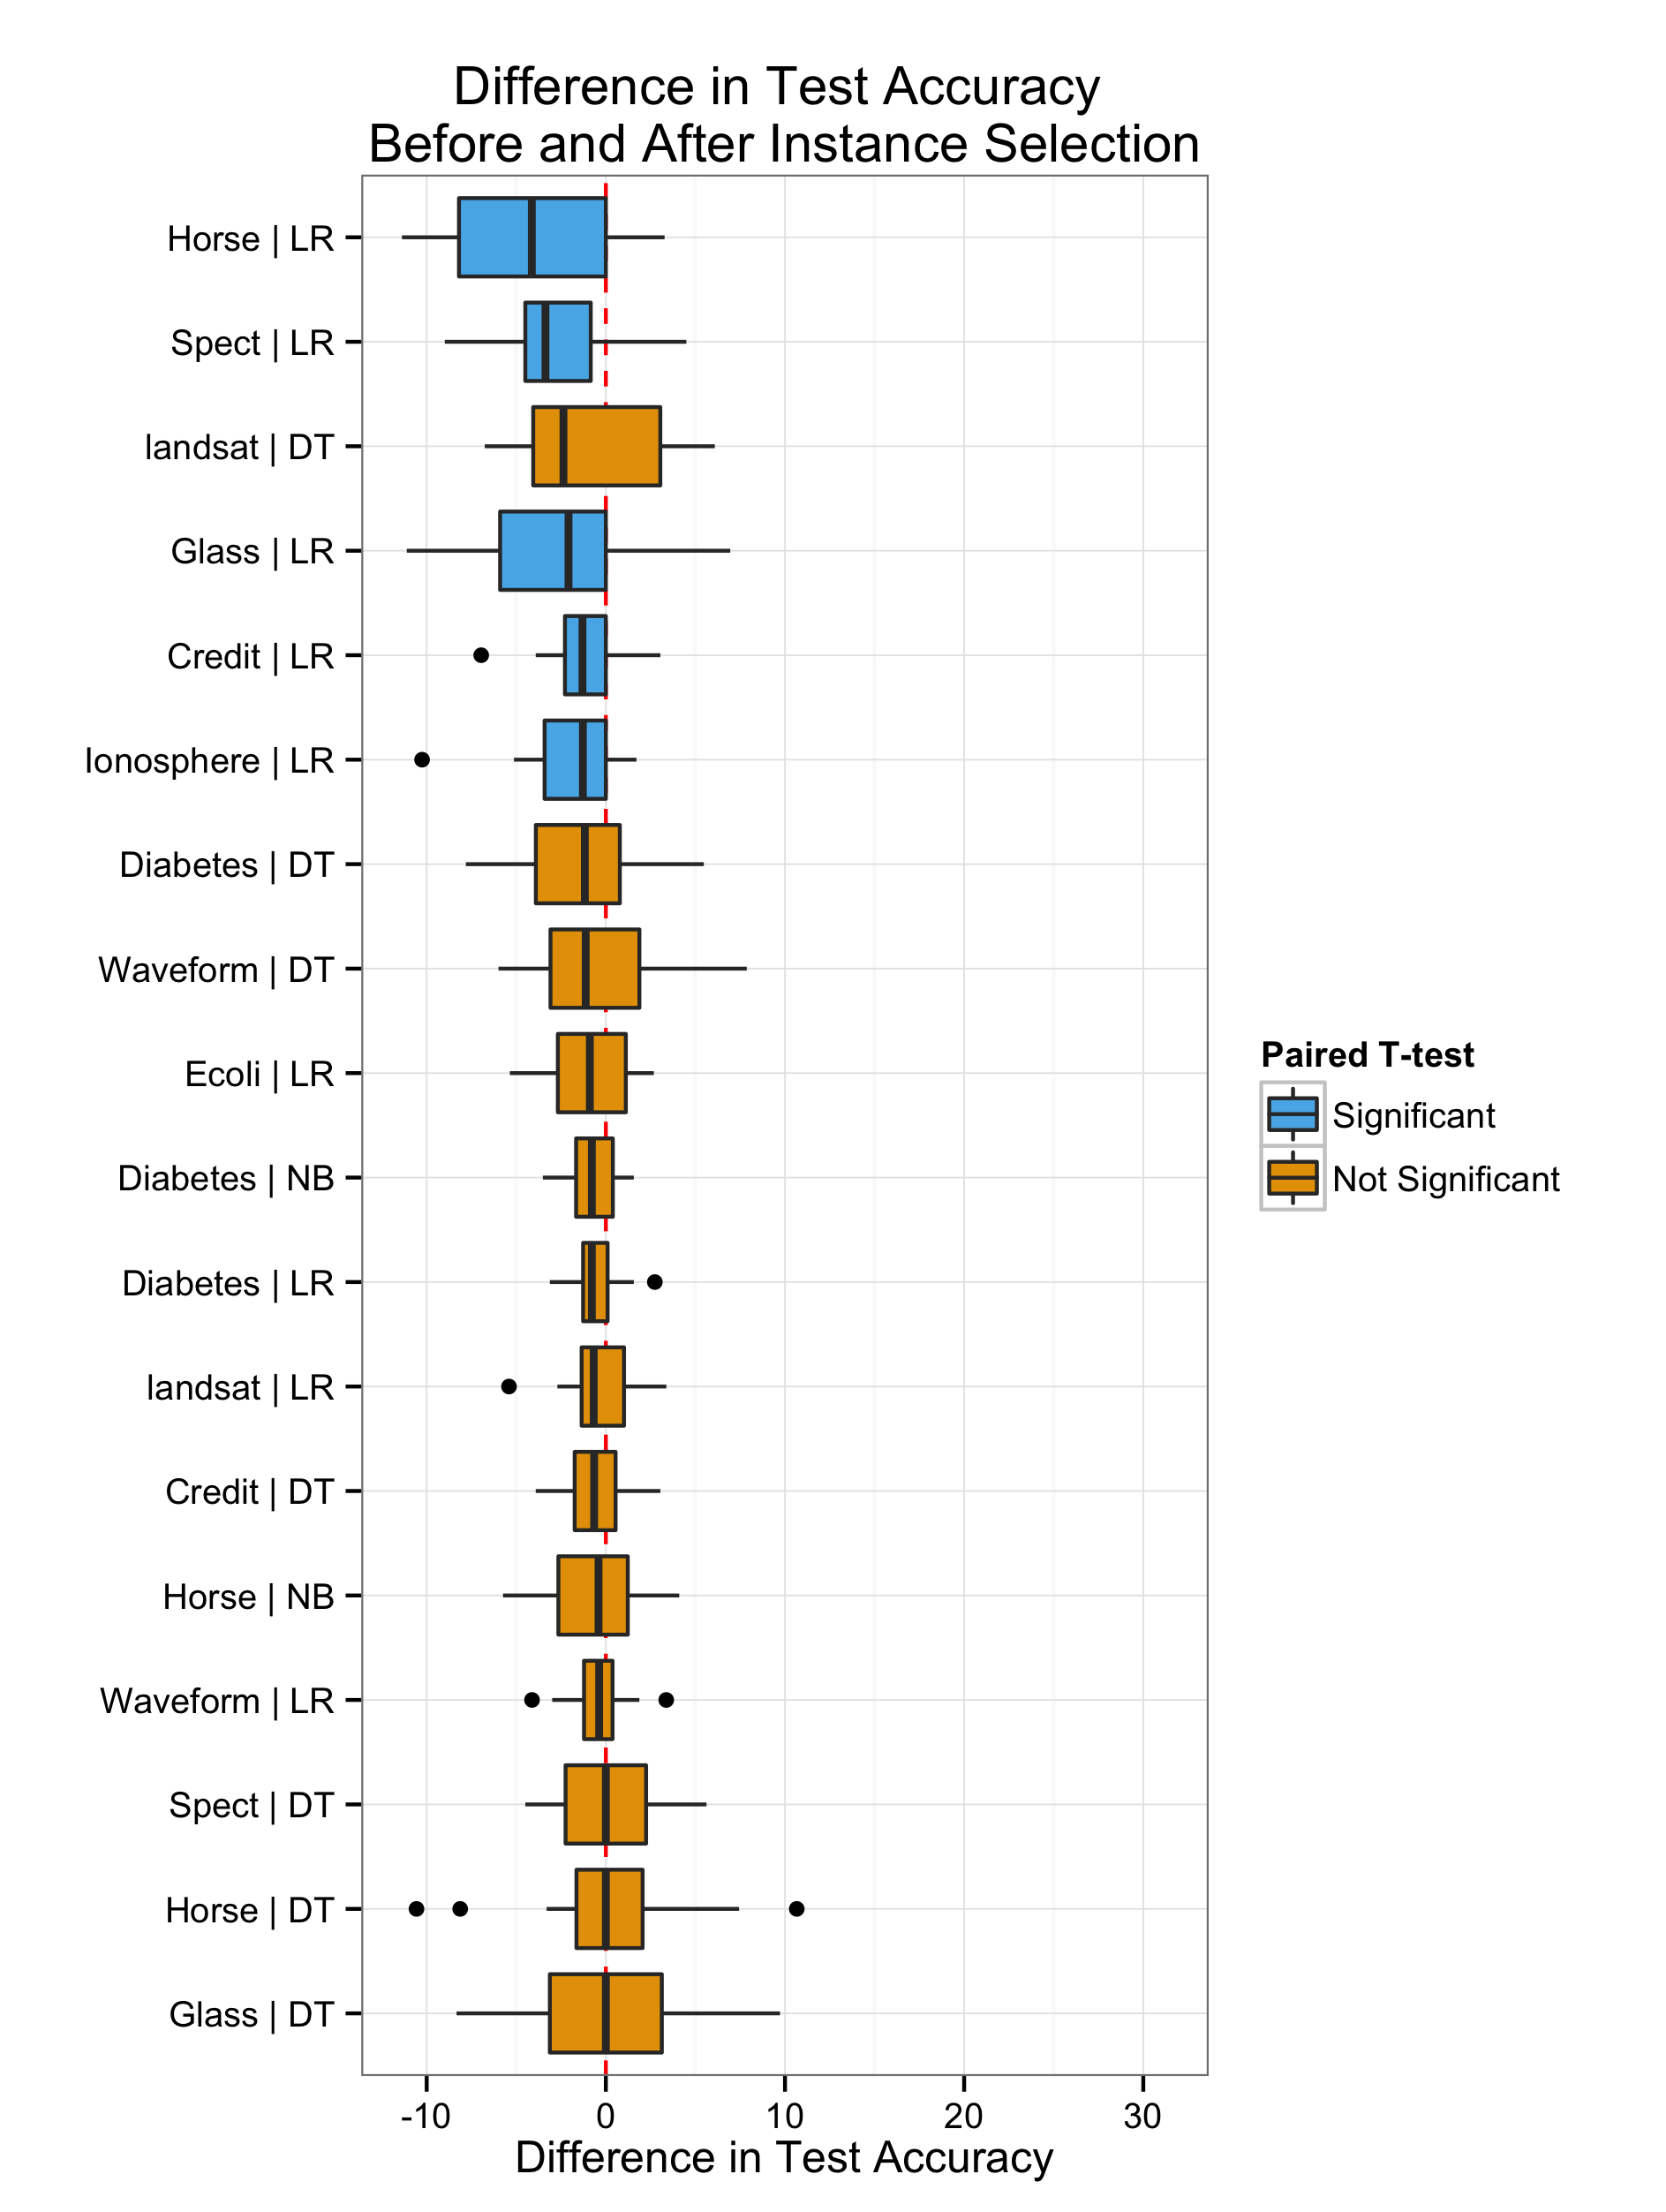 Difference in Test Accuracy
Before and After Instance Selection
Horse | LR
Spect | LR
landsat | DT
Glass | LR
Credit | LR
Ionosphere | LR
Diabetes | DT
Waveform | DT
Ecoli | LR
Diabetes | NB
Diabetes | LR
landsat | LR
Credit | DT
Horse | NB
Waveform | LR
Spect | DT
Horse | DT
Glass | DT
-10 0 10 20 30
Difference in Test Accuracy
Paired T-test
Significant
Not Significant